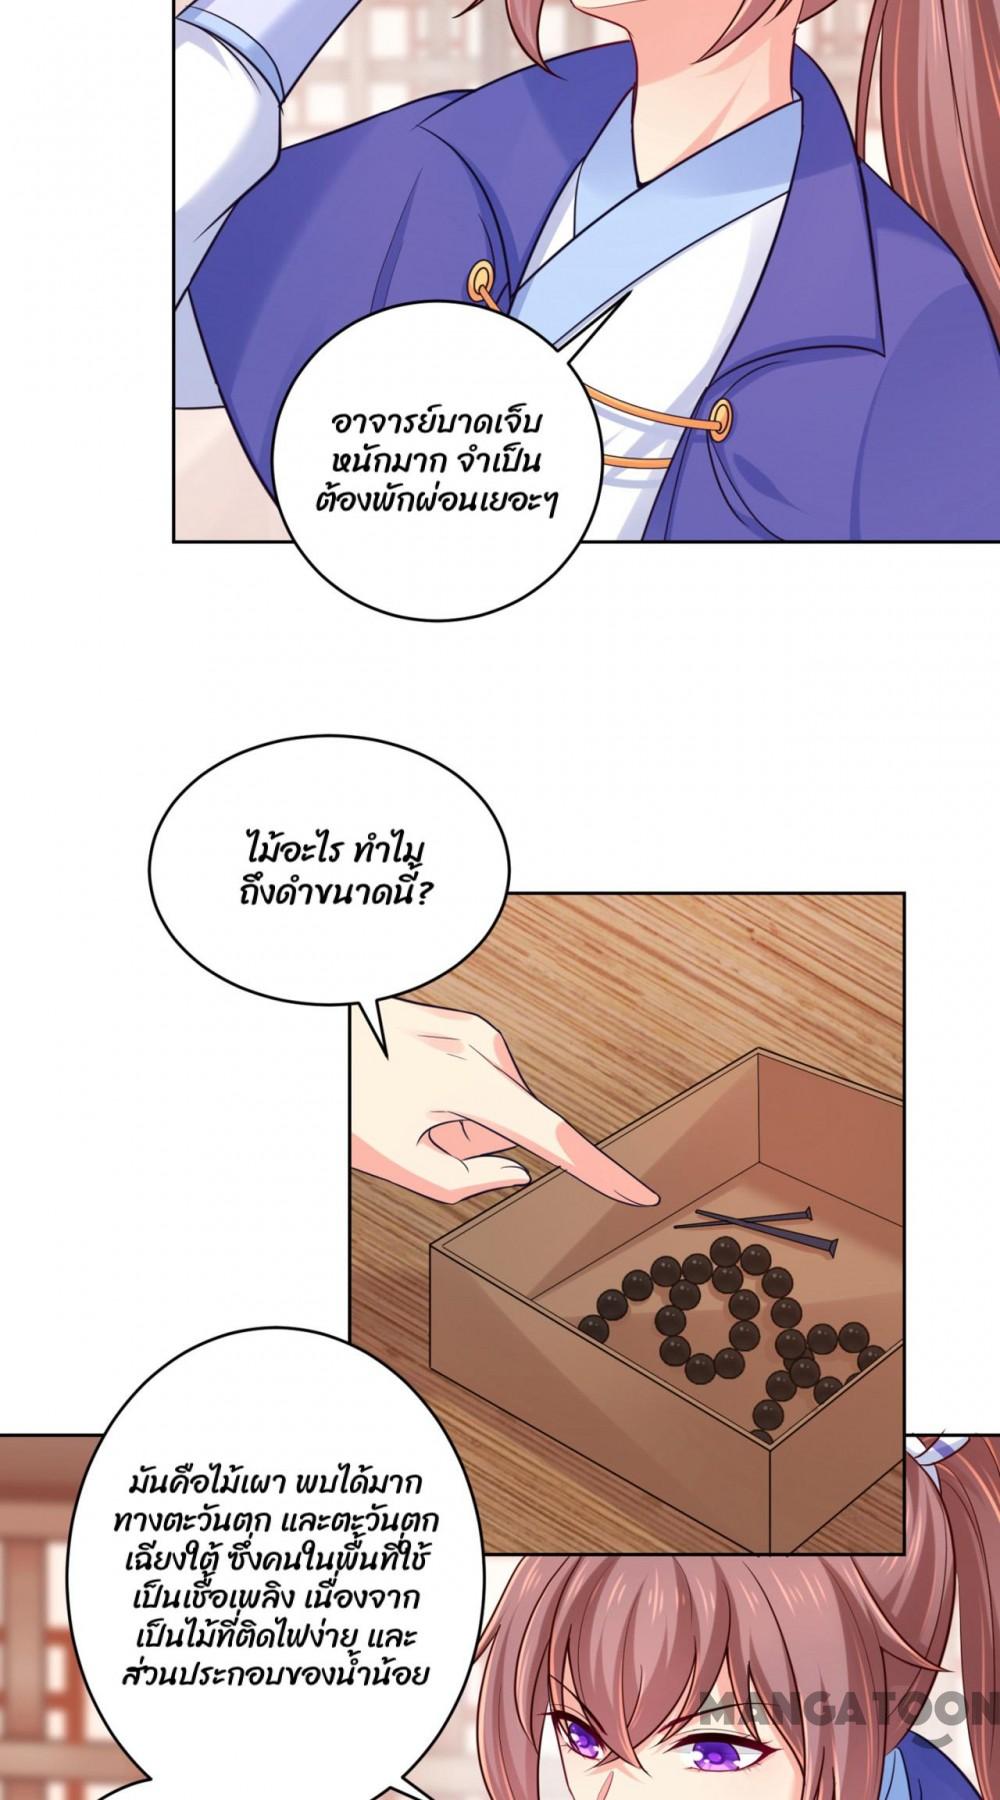 อาจารย์บาดเจ็บ
หนักมาก จำเป็น
ต้องพักผ่อนเยอะๆ
ไม้อะไร ทำไม
ถึงดำขนาดนี้?
มันคือไม้เผา พบได้มาก
ทางตะวันตก และตะวันตก
เฉียงใต้ ซึ่งคนในพื้นที่ใช้
เป็นเชื้อเพลิง เนื่องจาก
เป็นไม้ที่ติดไฟง่าย และ
ส่วนประกอบของน้ำน้อย
MANGATOON